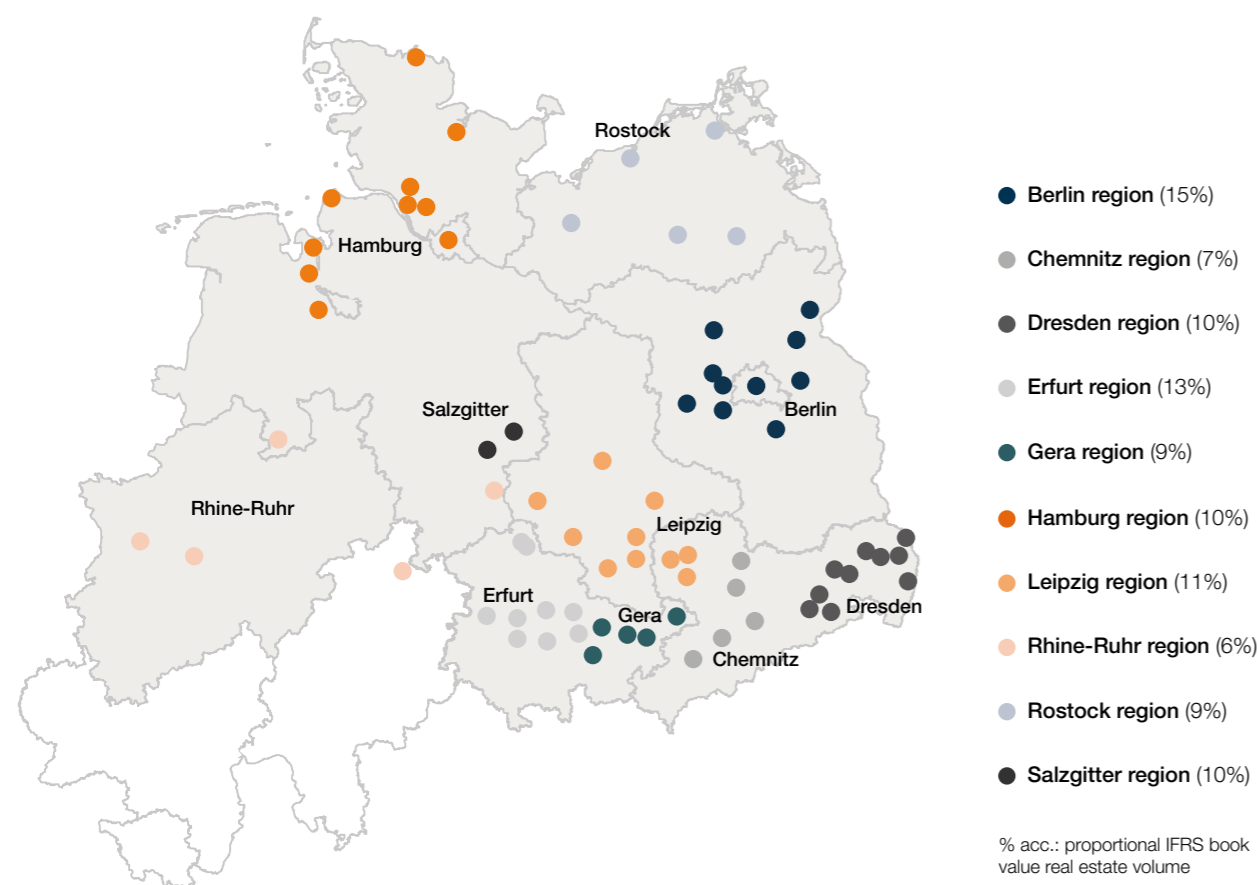 Rostock
Hamburg
Salzgitter
Berlin
Rhine-Ruhr
Leipzig
Erfurt
Gera
Dresden
Chemnitz
Berlin region (15%)
Chemnitz region (7%)
Dresden region (10%)
Erfurt region (13%)
Gera region (9%)
Hamburg region (10%)
Leipzig region (11%)
Rhine-Ruhr region (6%)
Rostock region (9%)
Salzgitter region (10%)
% acc.: proportional IFRS book
value real estate volume